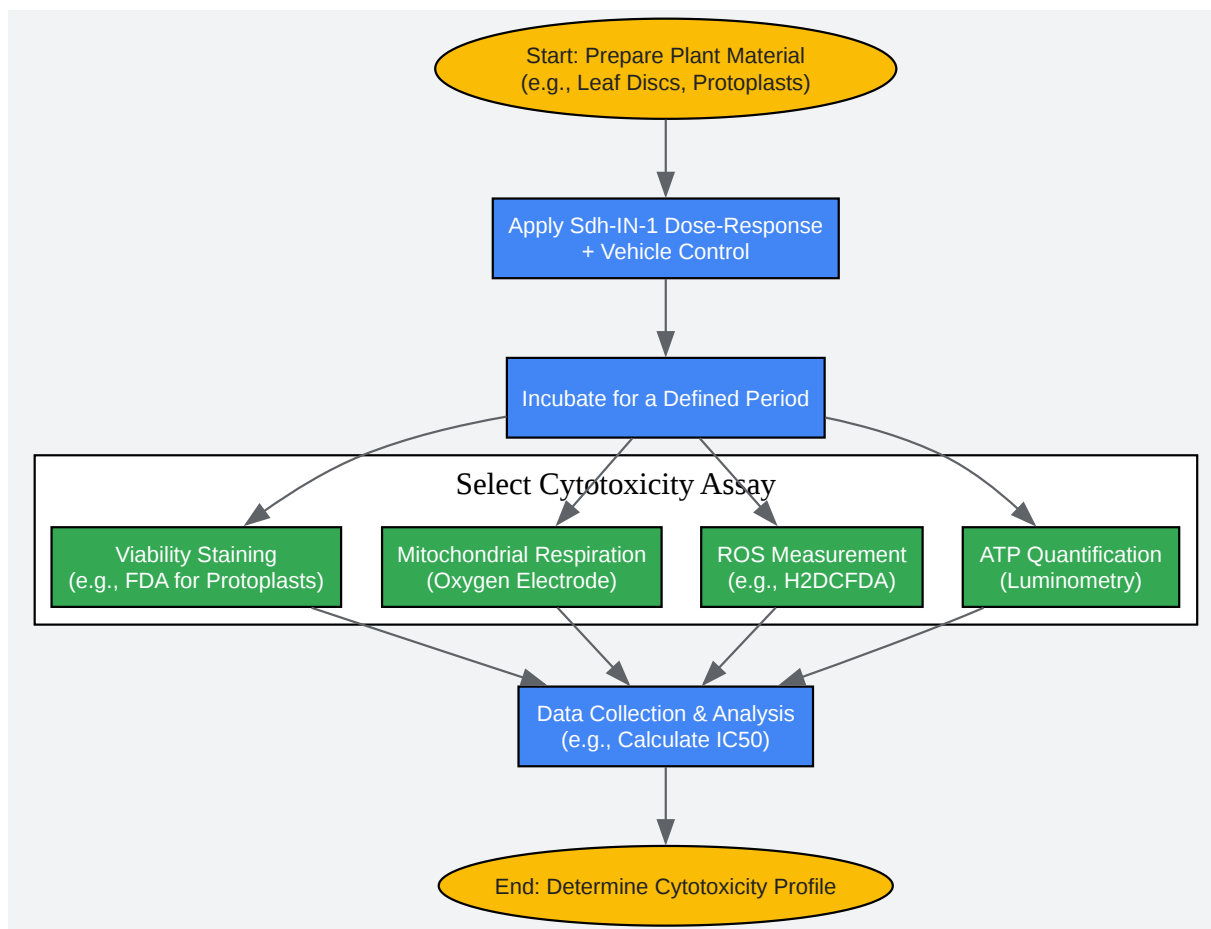 Start: Prepare Plant Material
(e.g., Leaf Discs, Protoplasts)
Apply Sdh-IN-1 Dose-Response
+ Vehicle Control
Incubate for a Defined Period
Select Cytotoxicity Assay
Viability Staining
(e.g., FDA for Protoplasts)
Mitochondrial Respiration
(Oxygen Electrode)
ROS Measurement
(e.g., H2DCFDA)
ATP Quantification
(Luminometry)
Data Collection & Analysis
(e.g., Calculate IC50)
End: Determine Cytotoxicity Profile